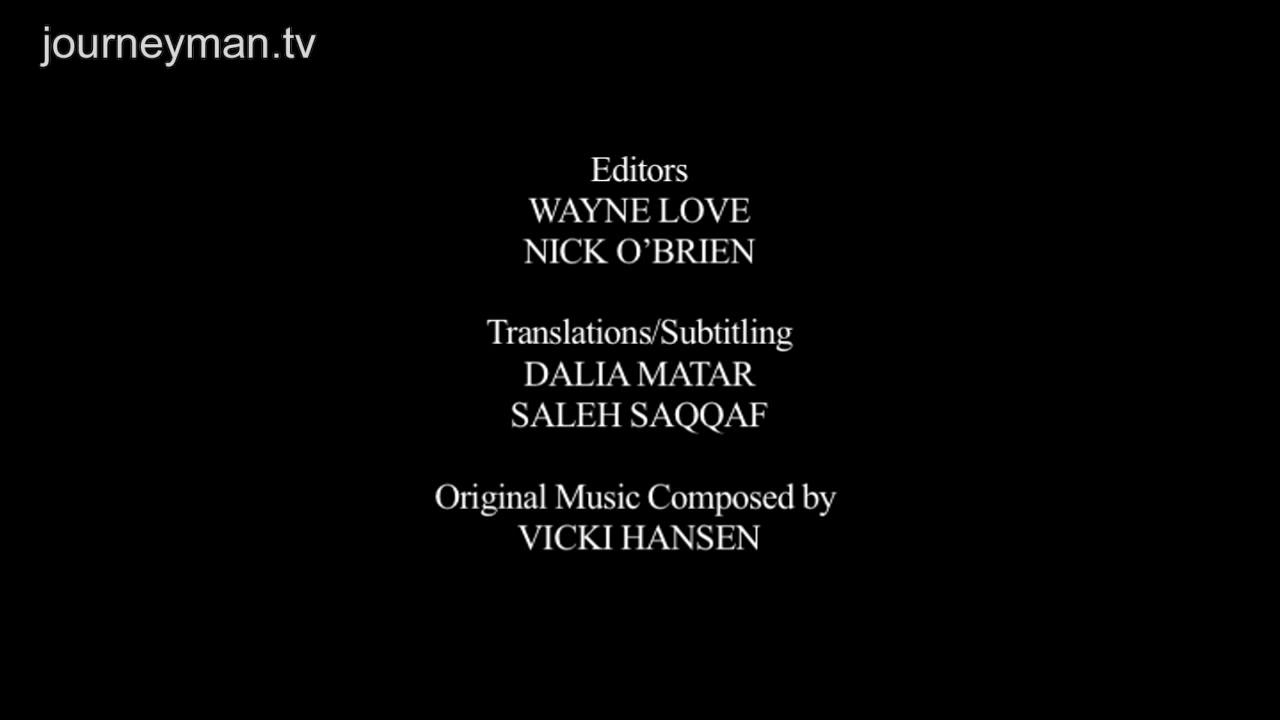 journeyman.tv
Editors
WAYNE LOVE
NICK O’BRIEN
Translations/Subtitling
DALIA MATAR
SALEH SAQQAF
Original Music Composed by
VICKI HANSEN